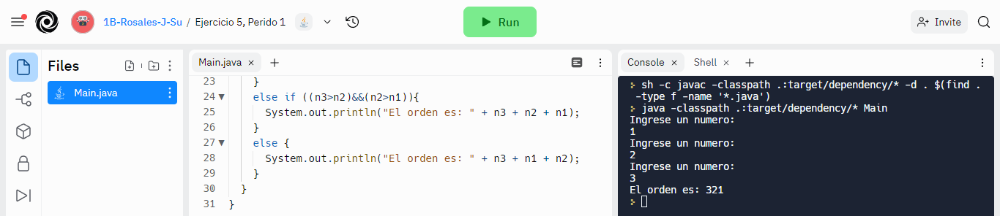 1B-Rosales-J-Su / Ejercicio 5, Perido 1
Run
Invite
Files
Main.java
Main.java
23 }
24 else if ((n3>n2)&&(n2>n1)){
25 System.out.println("El orden es: " + n3 + n2 + n1);
26 }
27 else {
28 System.out.println("El orden es: " + n3 + n1 + n2);
29 }
30 }
31 }
Console
Shell
sh -c javac -classpath .:target/dependency/* -d . $(find .
-type f -name '*.java')
java -classpath .:target/dependency/* Main
Ingrese un numero:
1
Ingrese un numero:
2
Ingrese un numero:
3
El orden es: 321